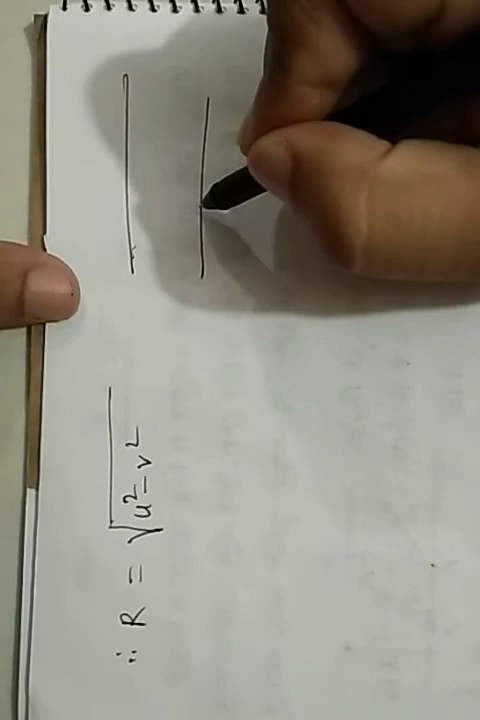 ∴ R = √u² - v²